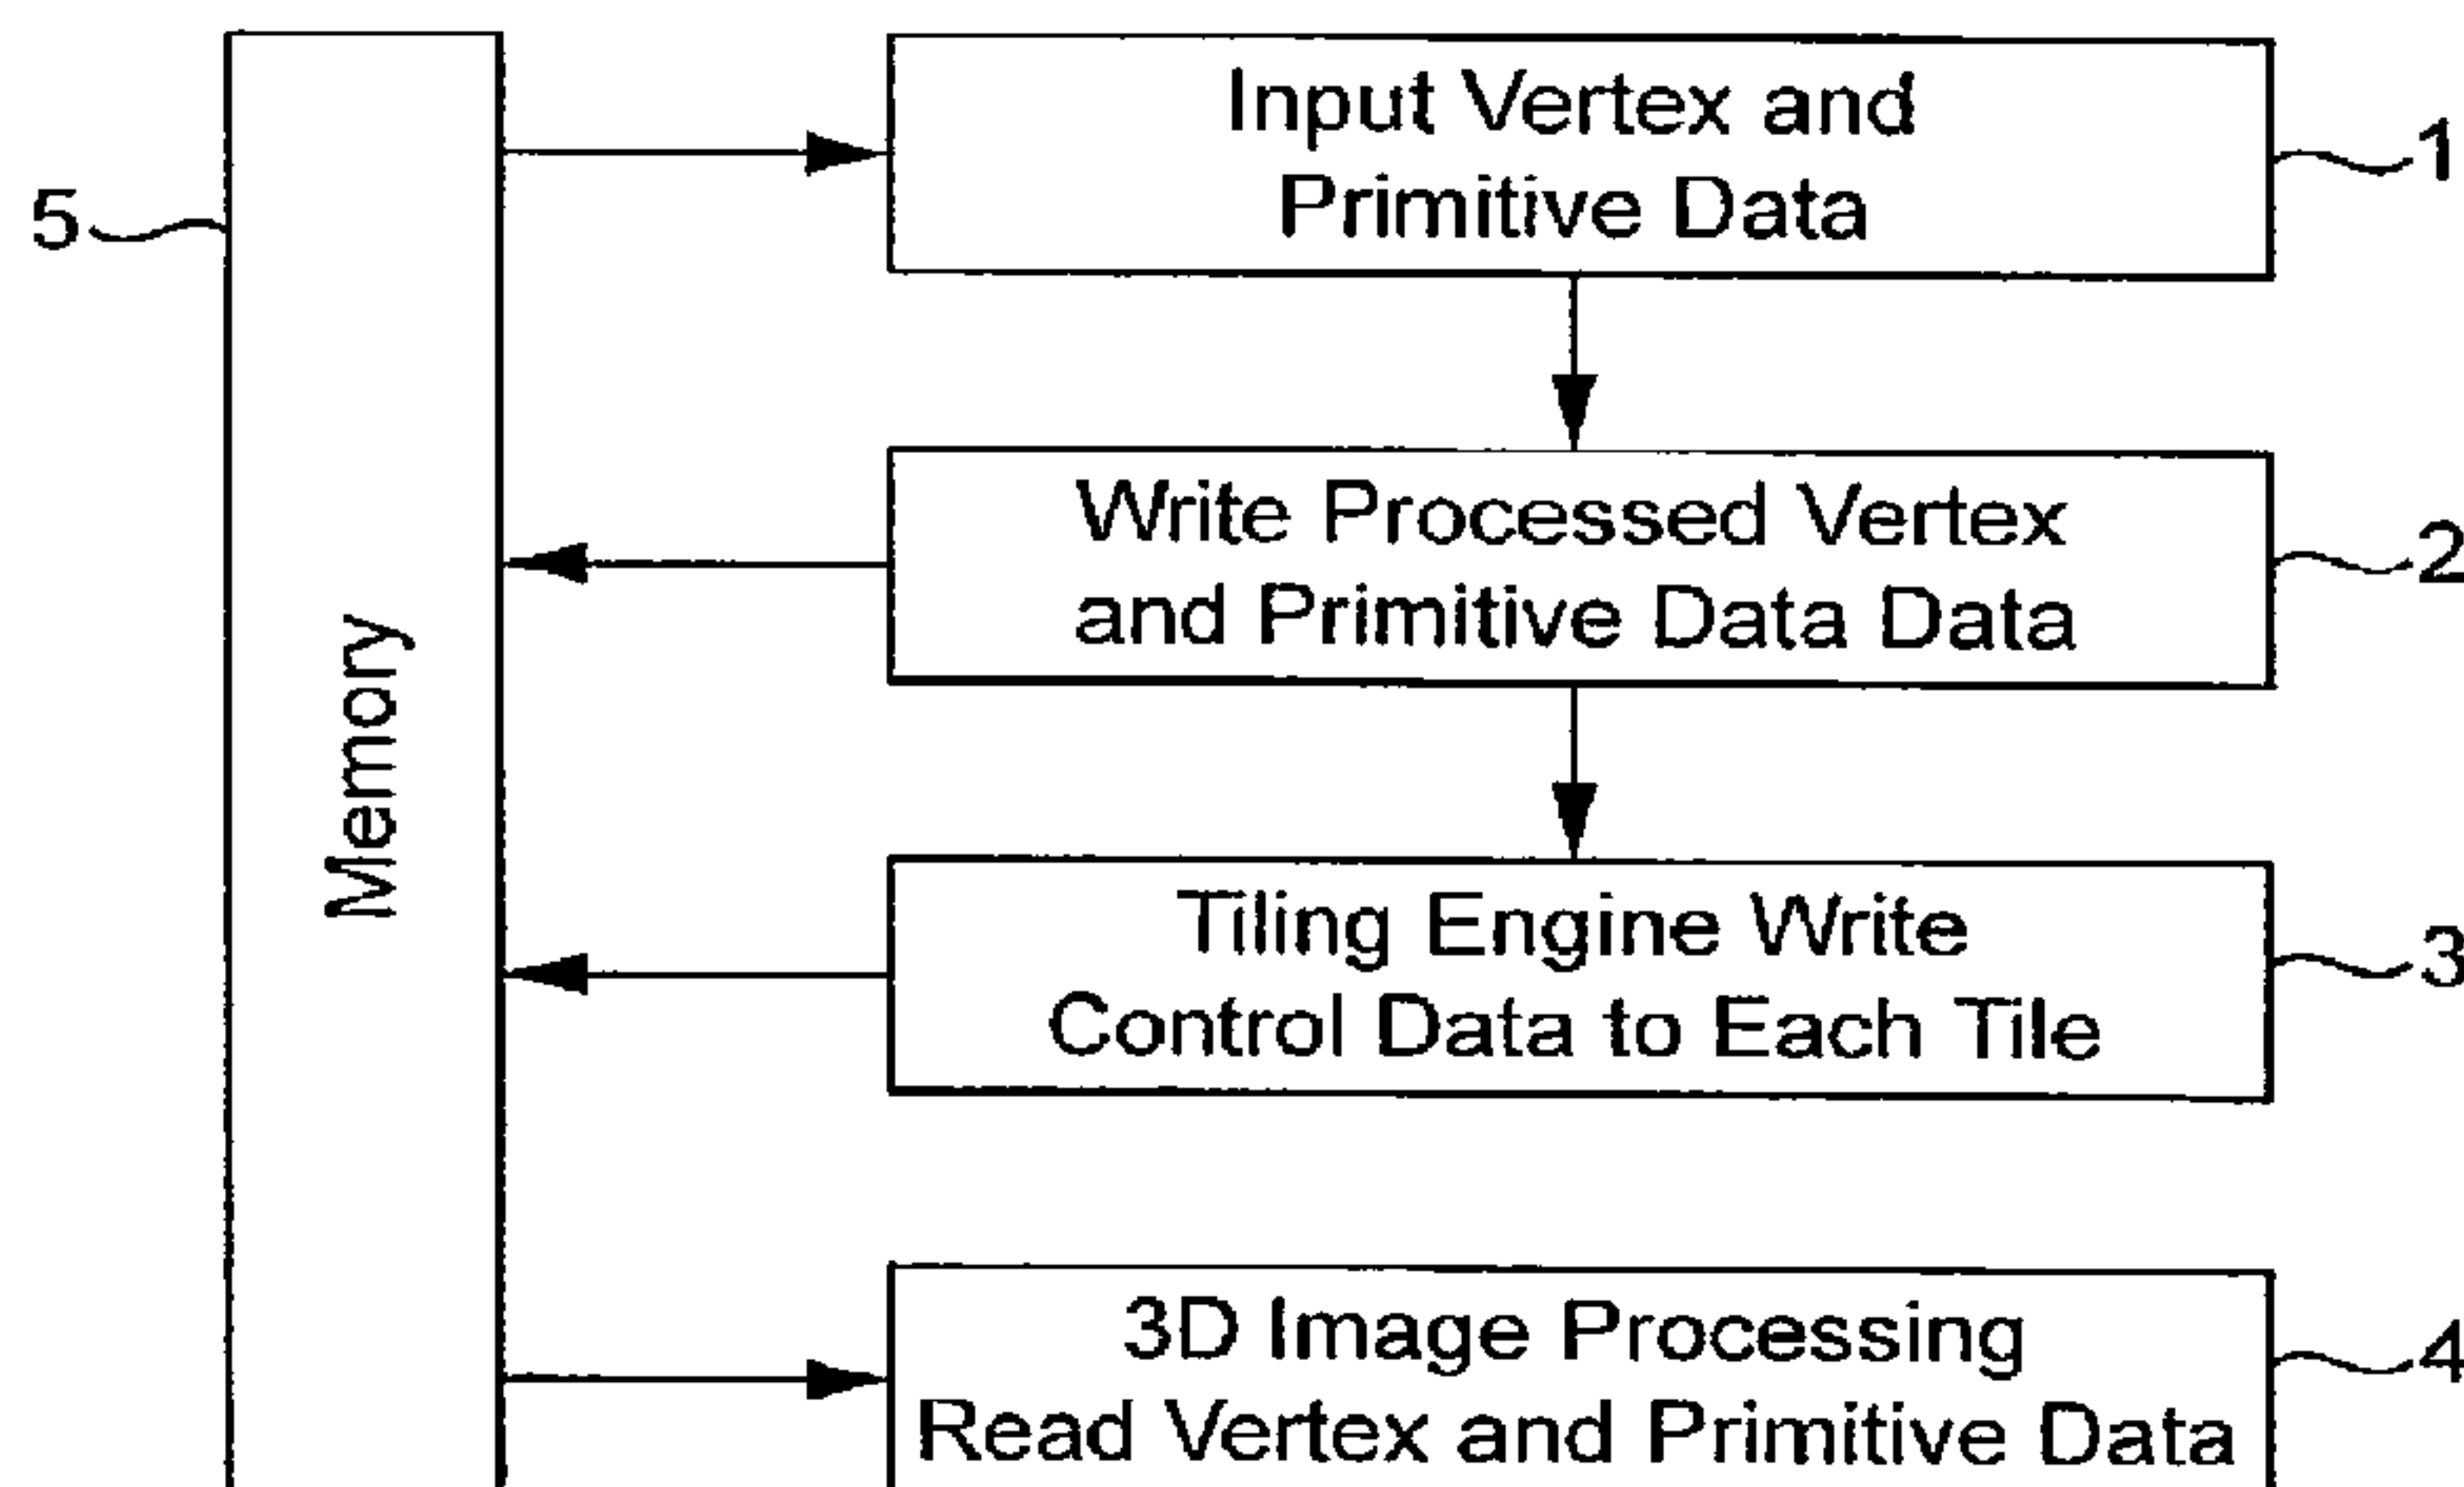 Input Vertex and
Primitive Data
1
5
Write Processed Vertex
and Primitive Data Data
2
Memory
Tiling Engine Write
Control Data to Each Tile
3
3D Image Processing
Read Vertex and Primitive Data
4